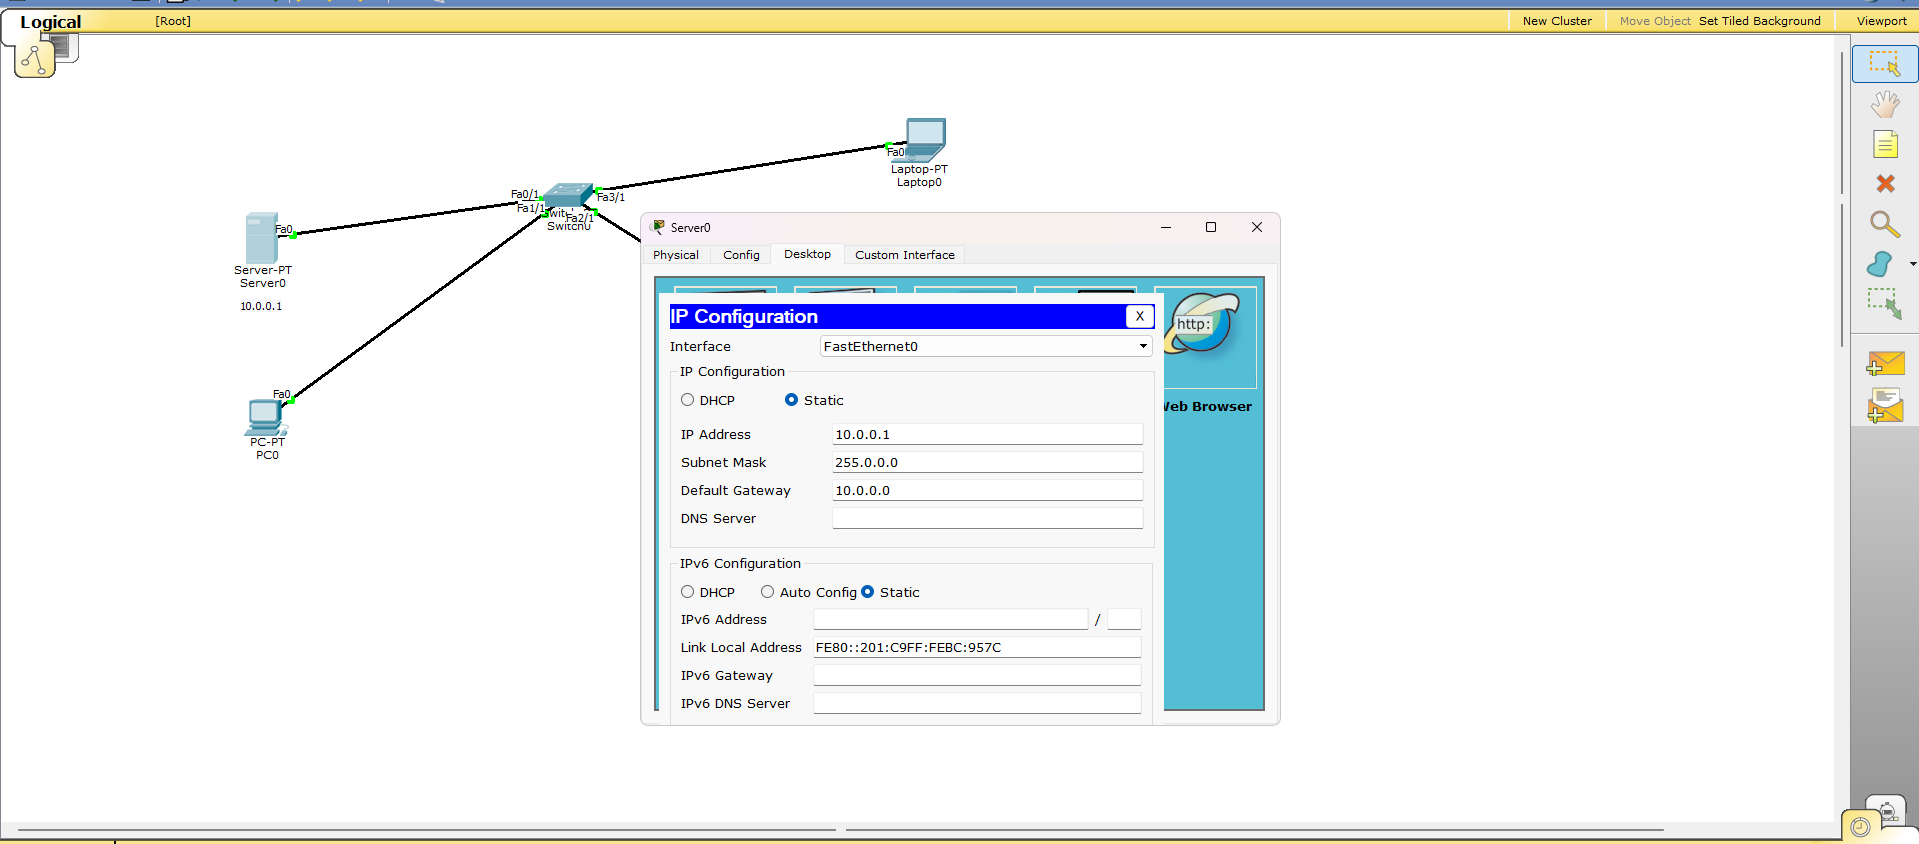 Logical [Root] New Cluster Move Object Set Tiled Background Viewport
Fa0
Laptop-PT
Laptop0
Fa0/1
Fa3/1
Fa1/1
Fa2/1
Switch0
Fa0
Server-PT
Server0
10.0.0.1
Fa0
PC-PT
PC0
Server0
Physical Config Desktop Custom Interface
IP Configuration X
http:
Web Browser
Interface FastEthernet0
IP Configuration
DHCP Static
IP Address 10.0.0.1
Subnet Mask 255.0.0.0
Default Gateway 10.0.0.0
DNS Server
IPv6 Configuration
DHCP Auto Config Static
IPv6 Address /
Link Local Address FE80::201:C9FF:FEBC:957C
IPv6 Gateway
IPv6 DNS Server